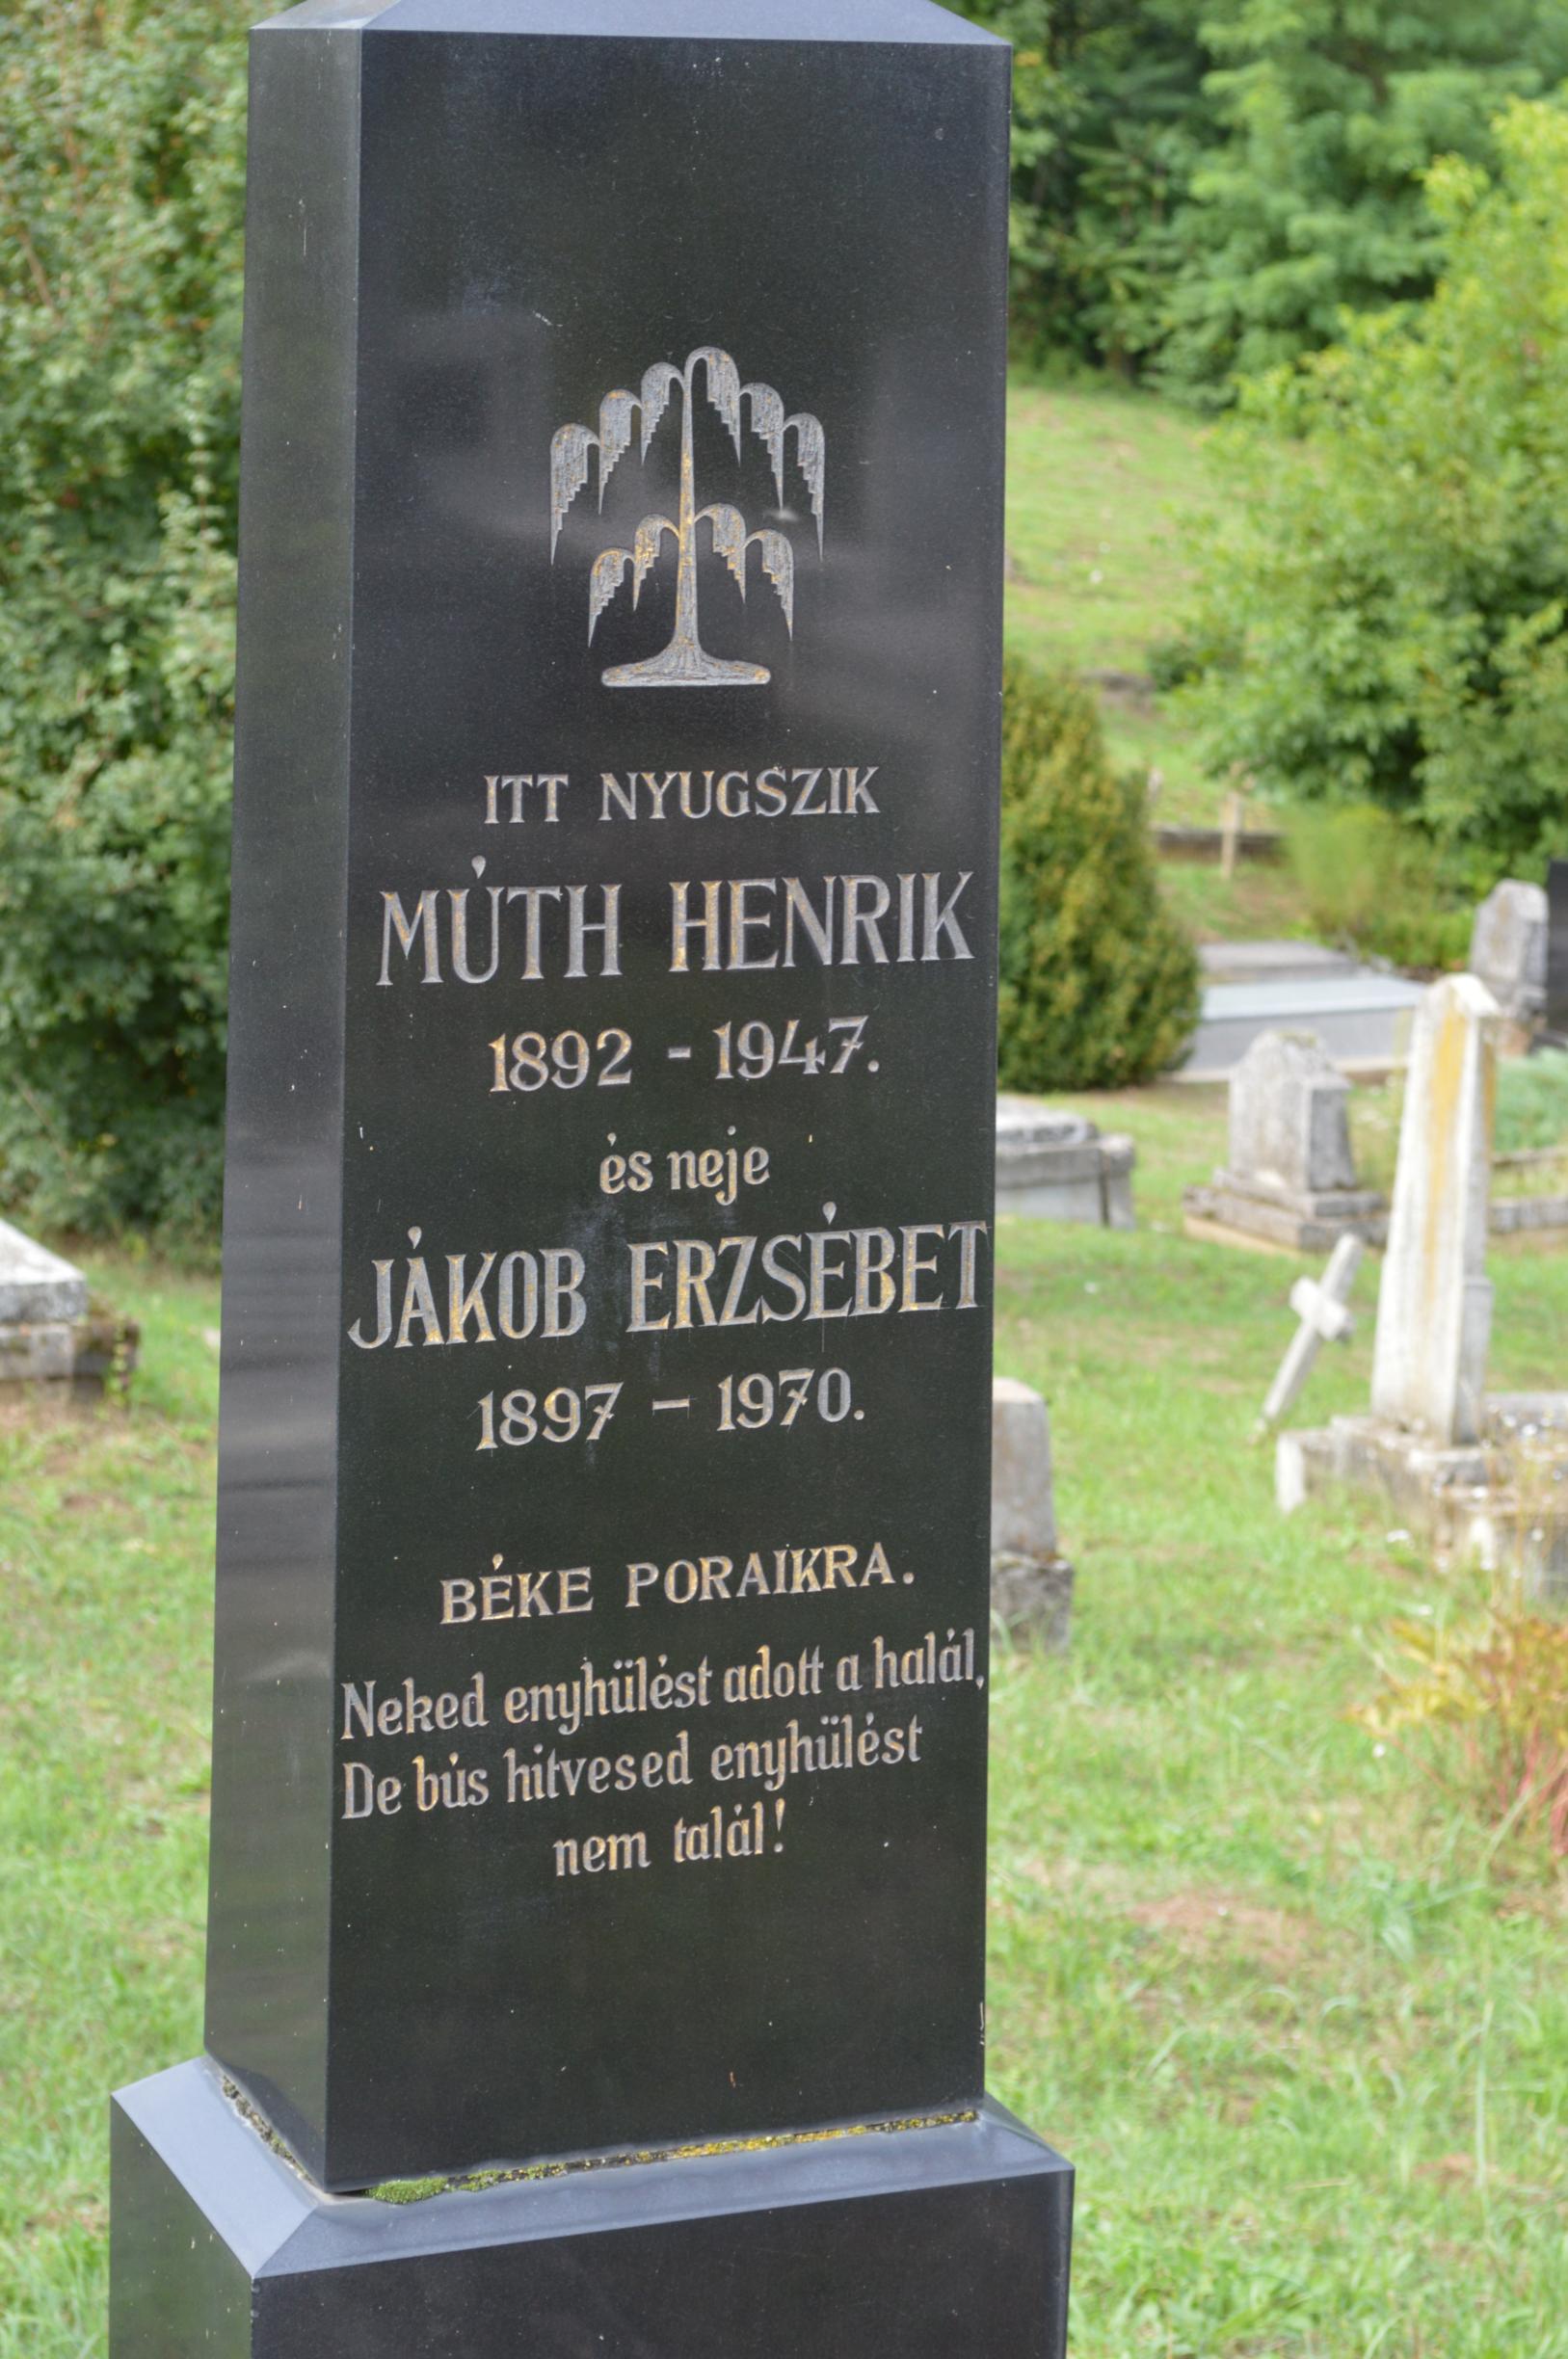 ITT NYUGSZIK
MÚTH HENRIK
1892 - 1947.
és neje
JÁKOB ERZSÉBET
1897 - 1970.
BÉKE PORAIKRA.
Neked enyhülést adott a halál,
De bús hitvesed enyhülést
nem talál!